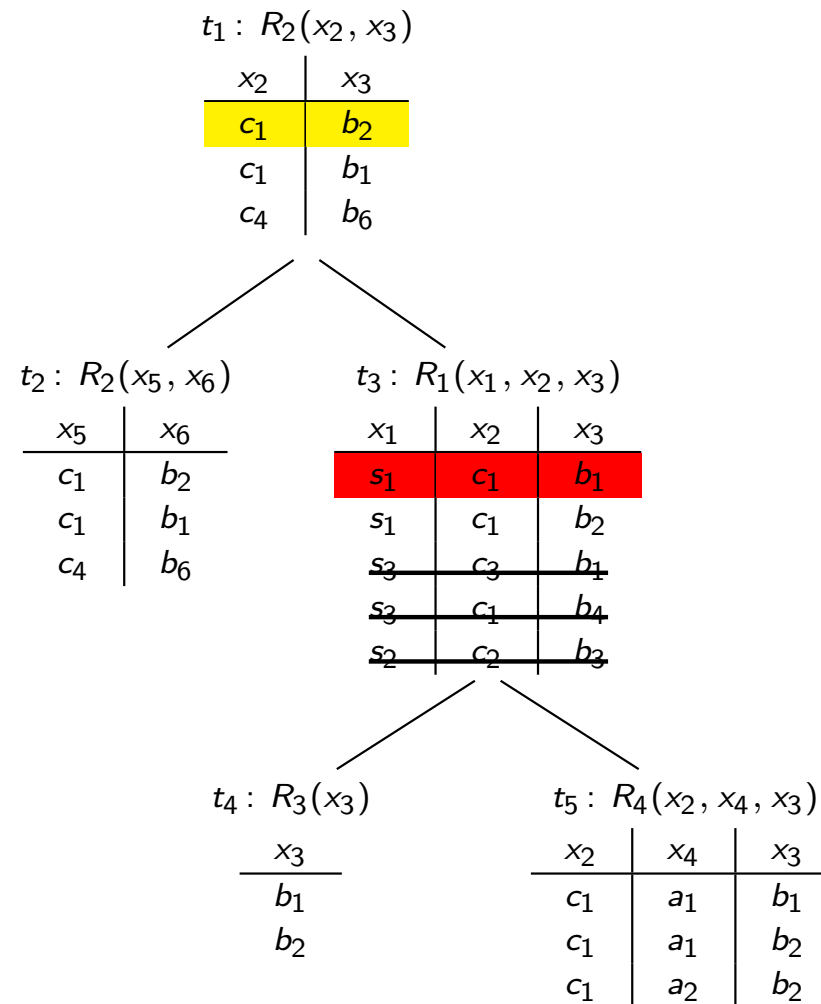 t₁ : R₂(x₂, x₃)
x₂ x₃
c₁ b₂
c₁ b₁
c₄ b₆
t₂ : R₂(x₅, x₆)
x₅ x₆
c₁ b₂
c₁ b₁
c₄ b₆
t₃ : R₁(x₁, x₂, x₃)
x₁ x₂ x₃
s₁ c₁ b₁
s₁ c₁ b₂
s₃ c₃ b₁
s₃ c₁ b₄
s₂ c₂ b₃
t₄ : R₃(x₃)
x₃
b₁
b₂
t₅ : R₄(x₂, x₄, x₃)
x₂ x₄ x₃
c₁ a₁ b₁
c₁ a₁ b₂
c₁ a₂ b₂